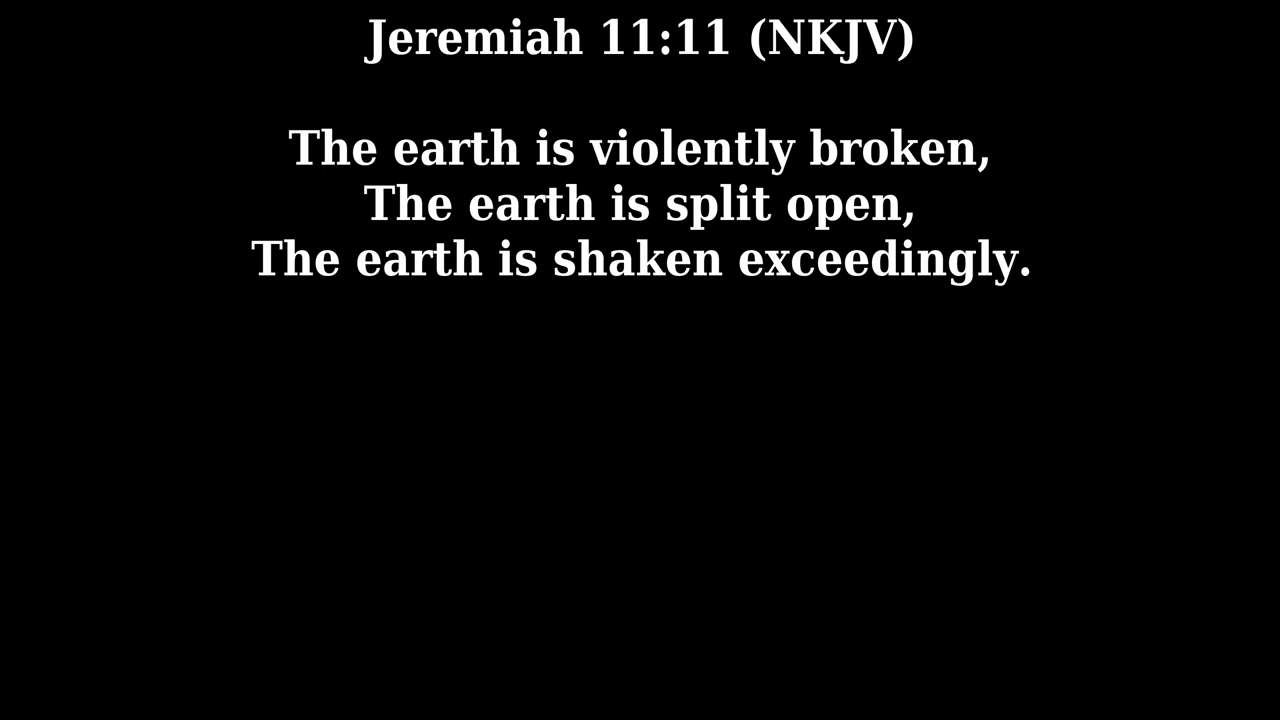 Jeremiah 11:11 (NKJV)
The earth is violently broken,
The earth is split open,
The earth is shaken exceedingly.